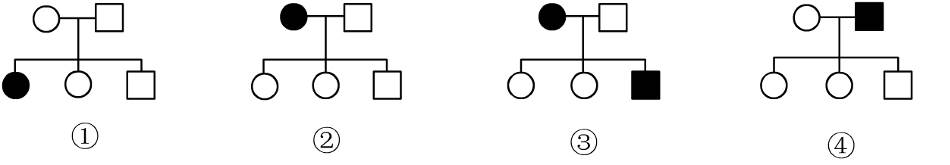 ① ② ③ ④